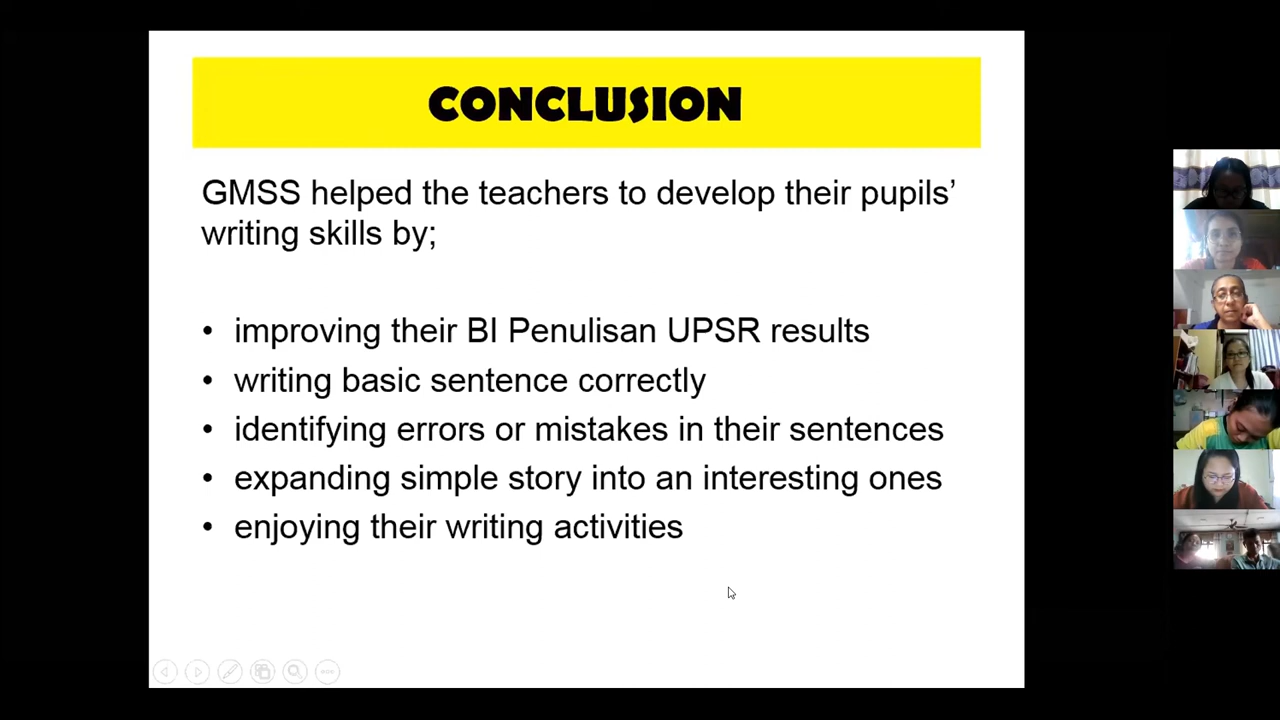 CONCLUSION
GMSS helped the teachers to develop their pupils’
writing skills by;
• improving their BI Penulisan UPSR results
• writing basic sentence correctly
• identifying errors or mistakes in their sentences
• expanding simple story into an interesting ones
• enjoying their writing activities